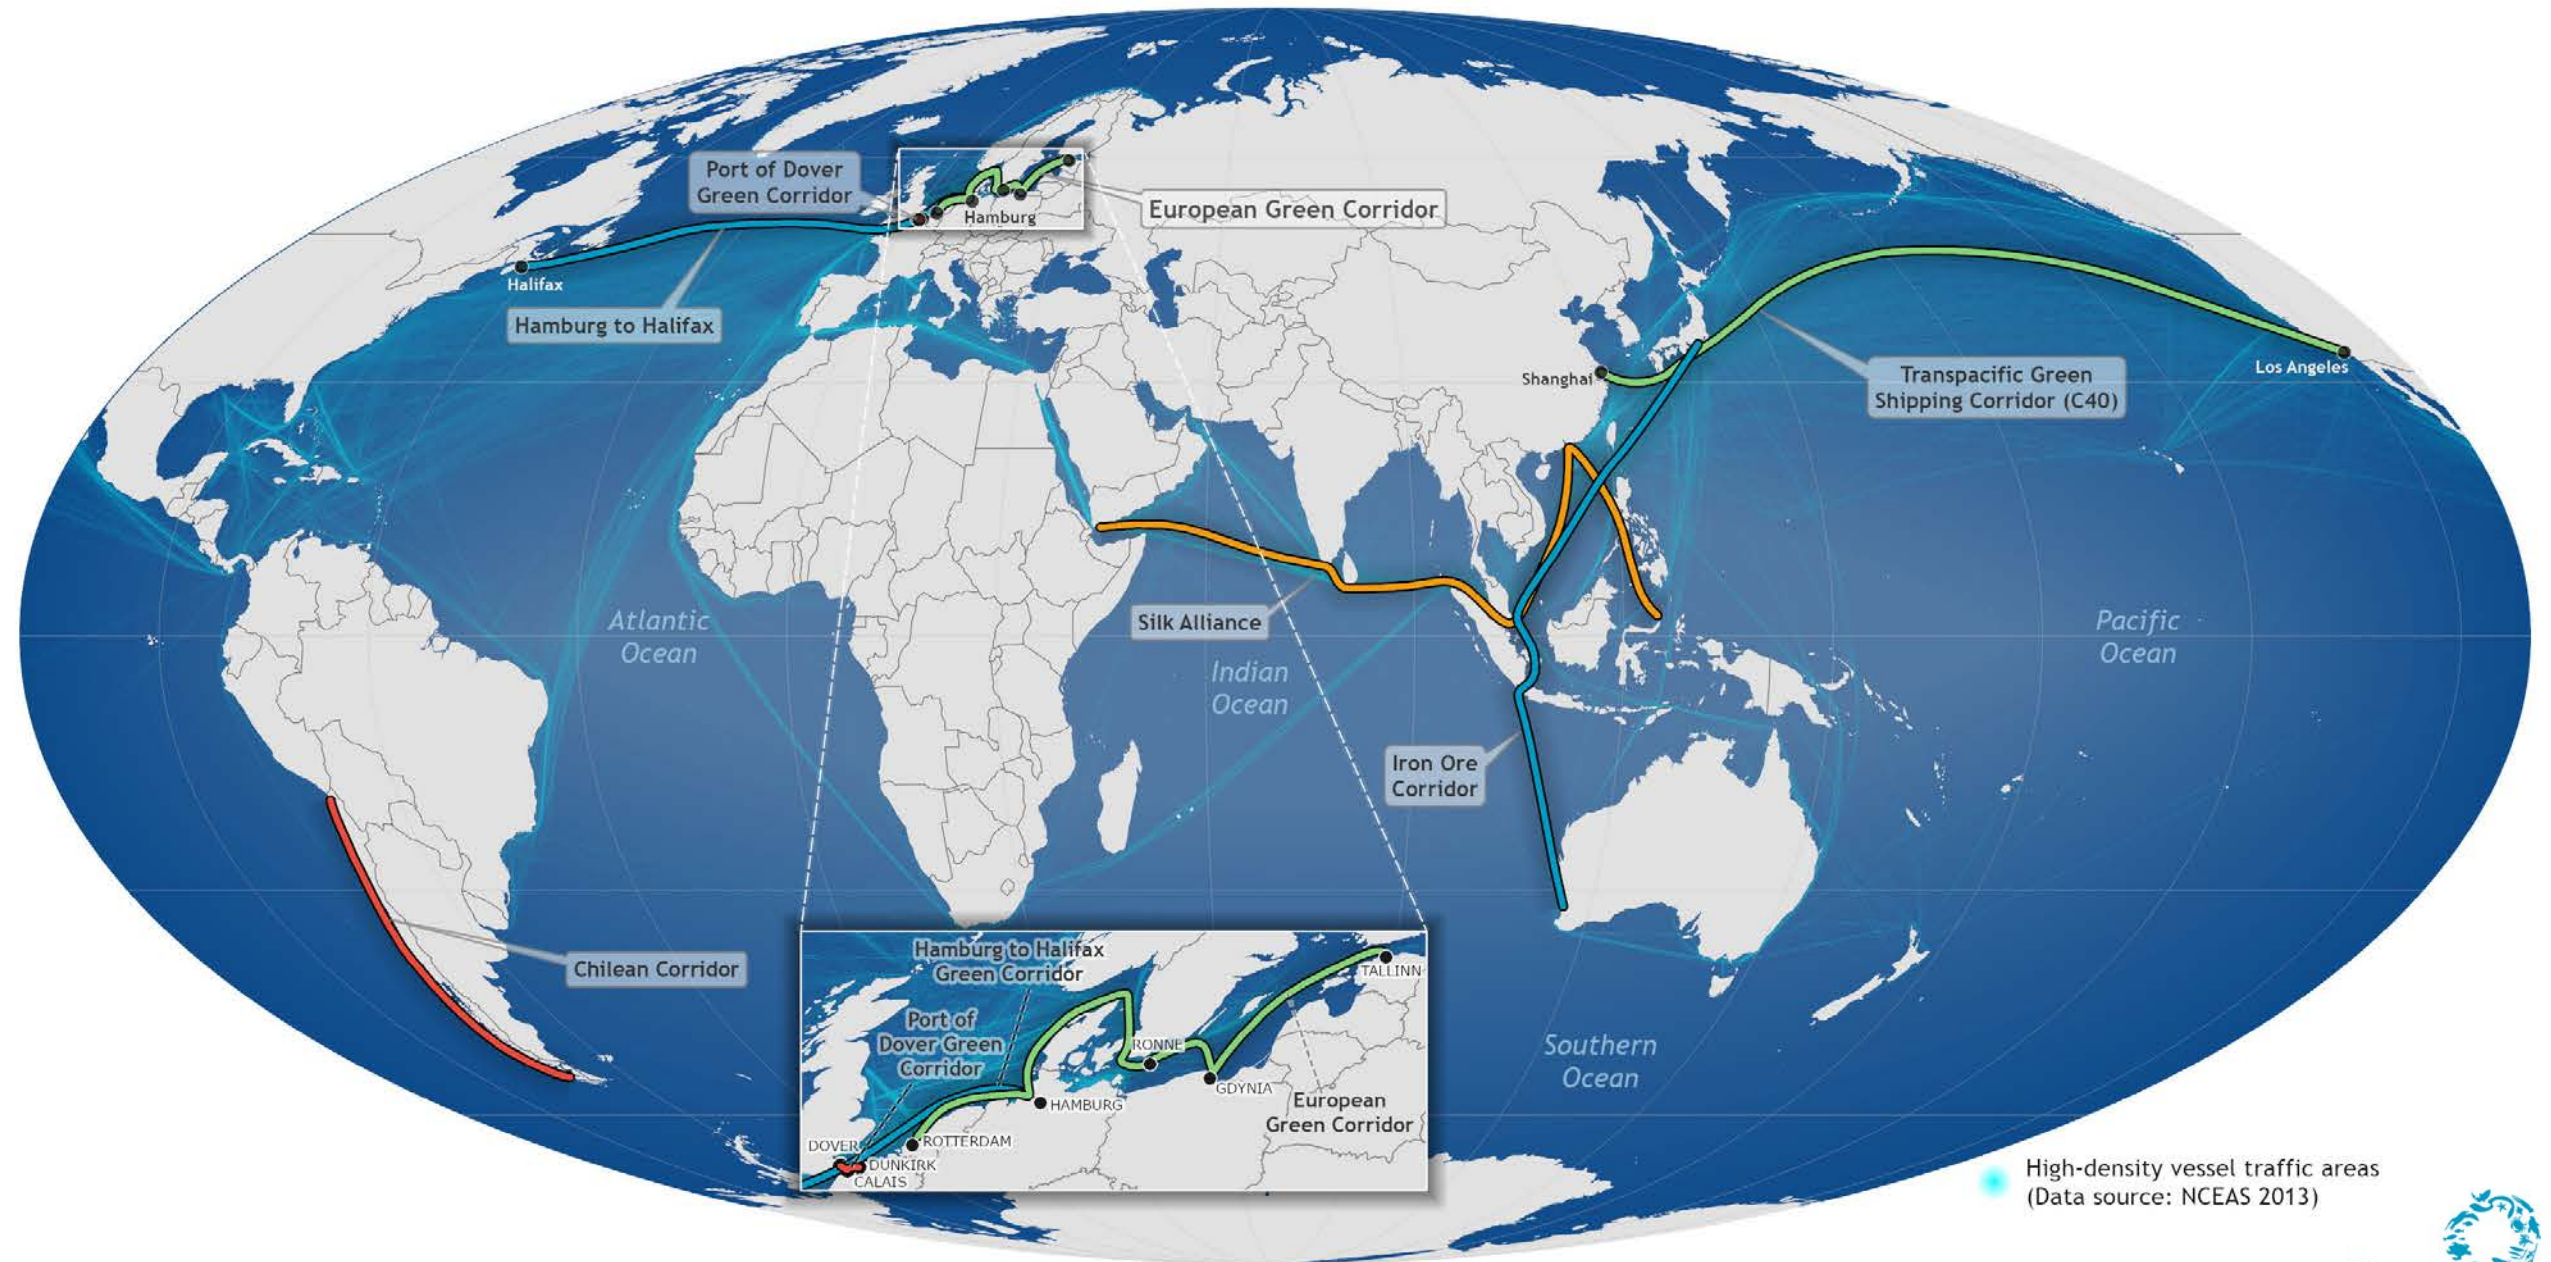 Port of Dover
Green Corridor
European Green Corridor
Hamburg
Halifax
Hamburg to Halifax
Shanghai
Transpacific Green
Shipping Corridor (C40)
Los Angeles
Atlantic
Ocean
Silk Alliance
Indian
Ocean
Pacific
Ocean
Iron Ore
Corridor
Chilean Corridor
Southern
Ocean
Hamburg to Halifax
Green Corridor
TALLINN
Port of
Dover Green
Corridor
RONNE
GDYNIA
HAMBURG
European
Green Corridor
DOVER
ROTTERDAM
DUNKIRK
CALAIS
High-density vessel traffic areas
(Data source: NCEAS 2013)